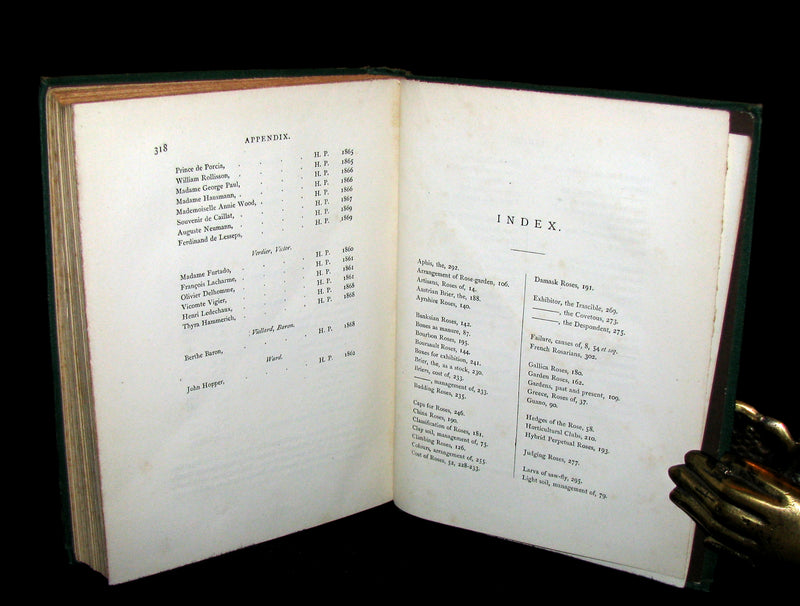 318
APPENDIX.
Prince de Porcia, . . . . H. P. 1865
William Rollisson, . . . . H. P. 1865
Madame George Paul, . . . H. P. 1866
Madame Hansmann, . . . . H. P. 1866
Mademoiselle Annie Wood, . . . H. P. 1866
Souvenir de Caillat, . . . . H. P. 1867
Auguste Neumann, . . . . H. P. 1869
Ferdinand de Lesseps, . . . H. P. 1869
Verdier, Victor.
Madame Furtado, . . . . H. P. 1860
François Lacharme, . . . . H. P. 1861
Olivier Delhomme, . . . . H. P. 1861
Vicomte Vigier, . . . . H. P. 1861
Henri Ledechaux, . . . . H. P. 1868
Thyra Hammerich, . . . . H. P. 1868
Viellard, Baron.
Berthe Baron, . . . . H. P. 1868
Ward.
John Hopper, . . . . H. P. 1862
INDEX.
Aphis, the, 292.
Arrangement of Rose-garden, 106.
Artisans, Roses of, 14.
Austrian Brier, the, 188.
Ayrshire Roses, 140.
Banksian Roses, 142.
Bones as manure, 87.
Bourbon Roses, 195.
Boursault Roses, 144.
Boxes for exhibition, 241.
Brier, the, as a stock, 230.
Briers, cost of, 233.
——, management of, 233.
Budding Roses, 235.
Caps for Roses, 246.
China Roses, 190.
Classification of Roses, 181.
Clay soil, management of, 75.
Climbing Roses, 126.
Colours, arrangement of, 255.
Cost of Roses, 52, 228-233.
Damask Roses, 191.
Exhibitor, the Irascible, 269.
——, the Covetous, 273.
——, the Despondent, 275.
Failure, causes of, 8, 54 et seq.
French Rosarians, 302.
Gallica Roses, 180.
Garden Roses, 162.
Gardens, past and present, 109.
Greece, Roses of, 37.
Guano, 90.
Hedges of the Rose, 58.
Horticultural Clubs, 210.
Hybrid Perpetual Roses, 193.
Judging Roses, 277.
Larva of saw-fly, 295.
Light soil, management of, 79.